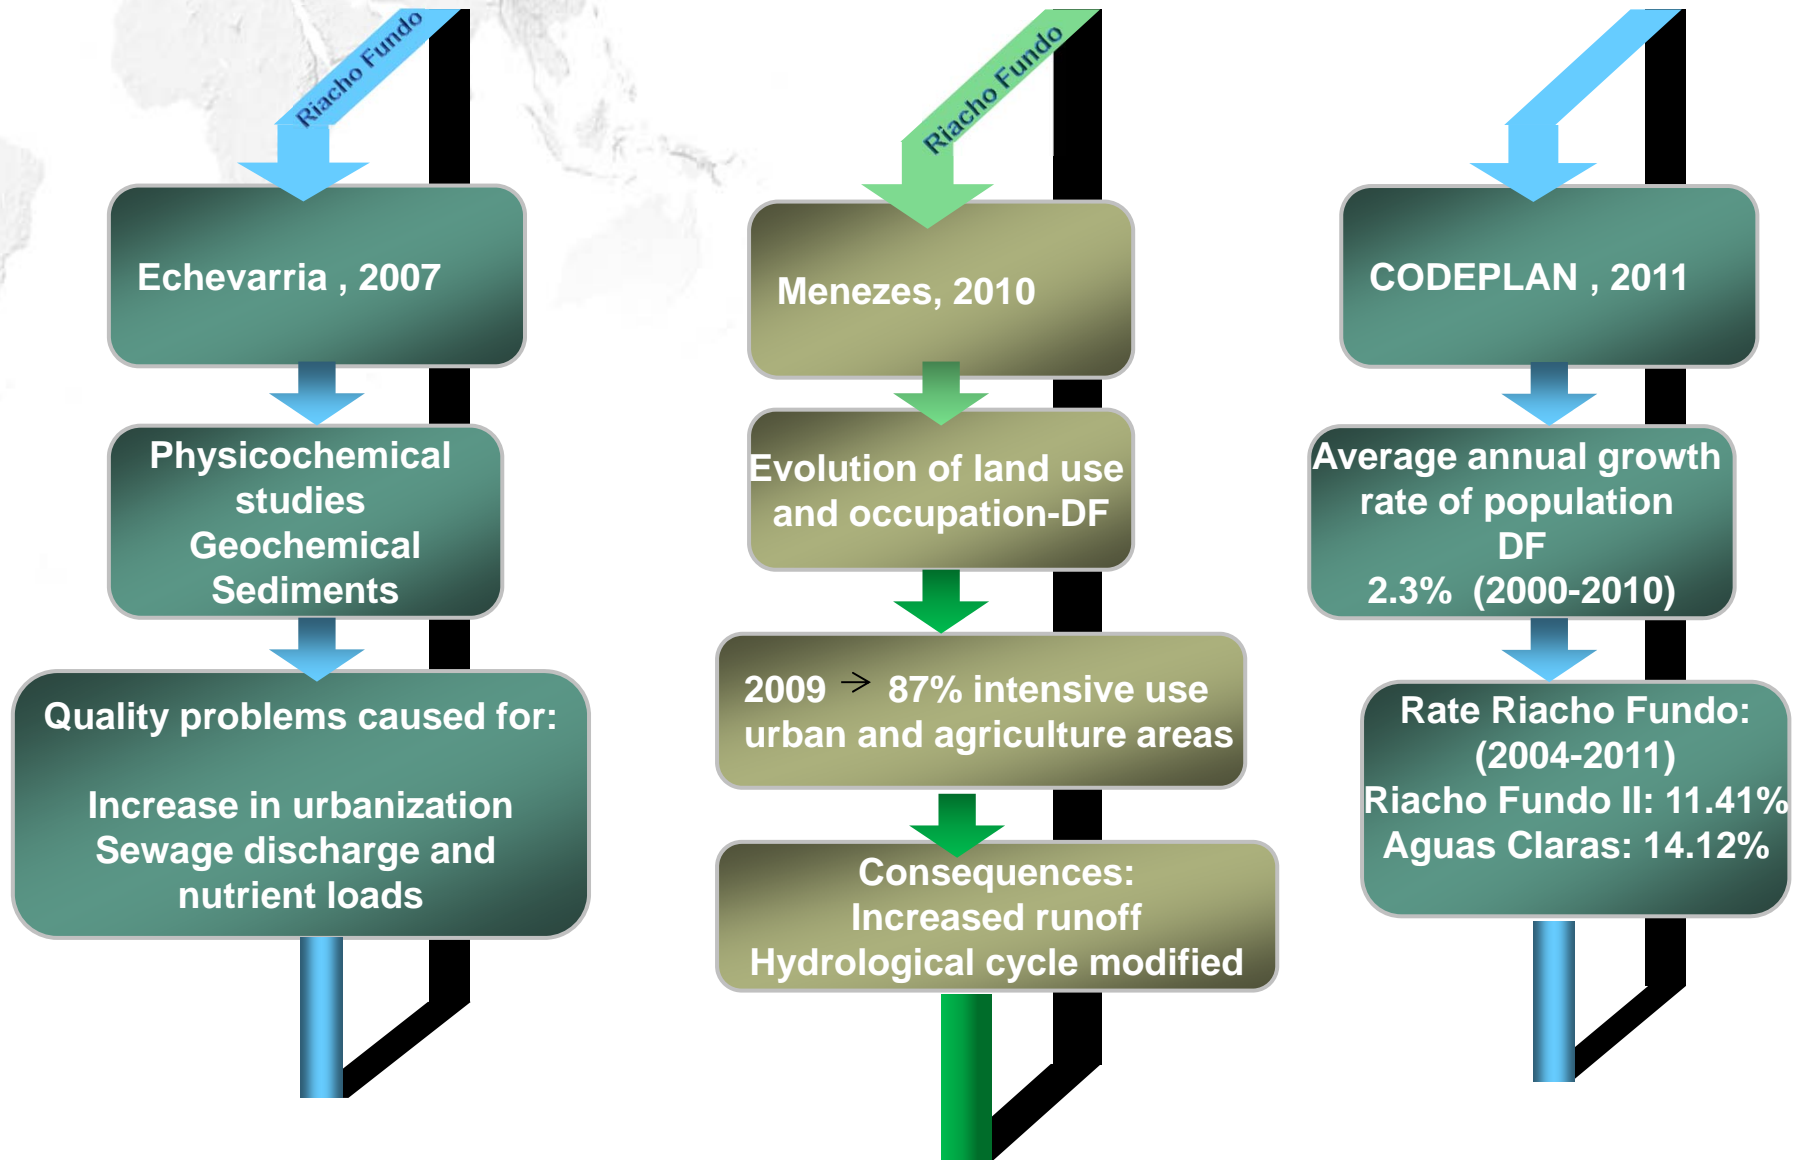 Riacho Fundo
Echevarria , 2007
Physicochemical
studies
Geochemical
Sediments
Quality problems caused for:
Increase in urbanization
Sewage discharge and
nutrient loads
Riacho Fundo
Menezes, 2010
Evolution of land use
and occupation-DF
2009 → 87% intensive use
urban and agriculture areas
Consequences:
Increased runoff
Hydrological cycle modified
CODEPLAN , 2011
Average annual growth
rate of population
DF
2.3% (2000-2010)
Rate Riacho Fundo:
(2004-2011)
Riacho Fundo II: 11.41%
Aguas Claras: 14.12%